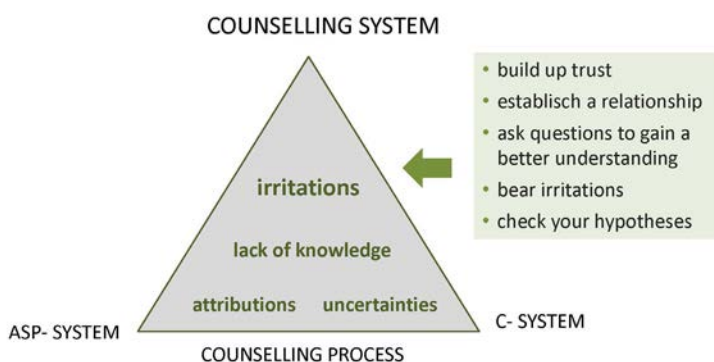 COUNSELLING SYSTEM
• build up trust
• establisch a relationship
• ask questions to gain a
better understanding
• bear irritations
• check your hypotheses
irritations
lack of knowledge
attributions uncertainties
ASP- SYSTEM
C- SYSTEM
COUNSELLING PROCESS